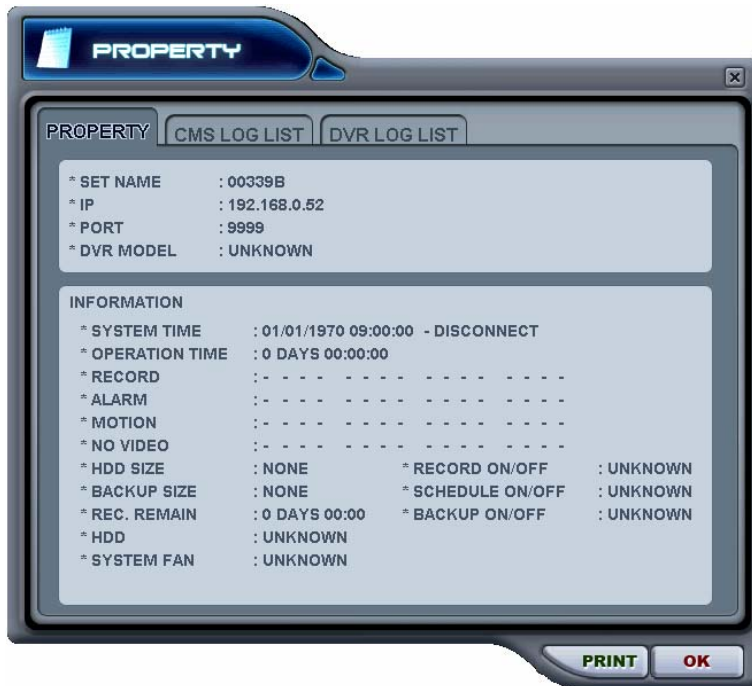 PROPERTY
PROPERTY CMS LOG LIST DVR LOG LIST
* SET NAME : 00339B
* IP : 192.168.0.52
* PORT : 9999
* DVR MODEL : UNKNOWN
INFORMATION
* SYSTEM TIME : 01/01/1970 09:00:00 - DISCONNECT
* OPERATION TIME : 0 DAYS 00:00:00
* RECORD : - - - - - - - - - - - - - - - -
* ALARM : - - - - - - - - - - - - - - - -
* MOTION : - - - - - - - - - - - - - - - -
* NO VIDEO : - - - - - - - - - - - - - - - -
* HDD SIZE : NONE * RECORD ON/OFF : UNKNOWN
* BACKUP SIZE : NONE * SCHEDULE ON/OFF : UNKNOWN
* REC. REMAIN : 0 DAYS 00:00 * BACKUP ON/OFF : UNKNOWN
* HDD : UNKNOWN
* SYSTEM FAN : UNKNOWN
PRINT OK